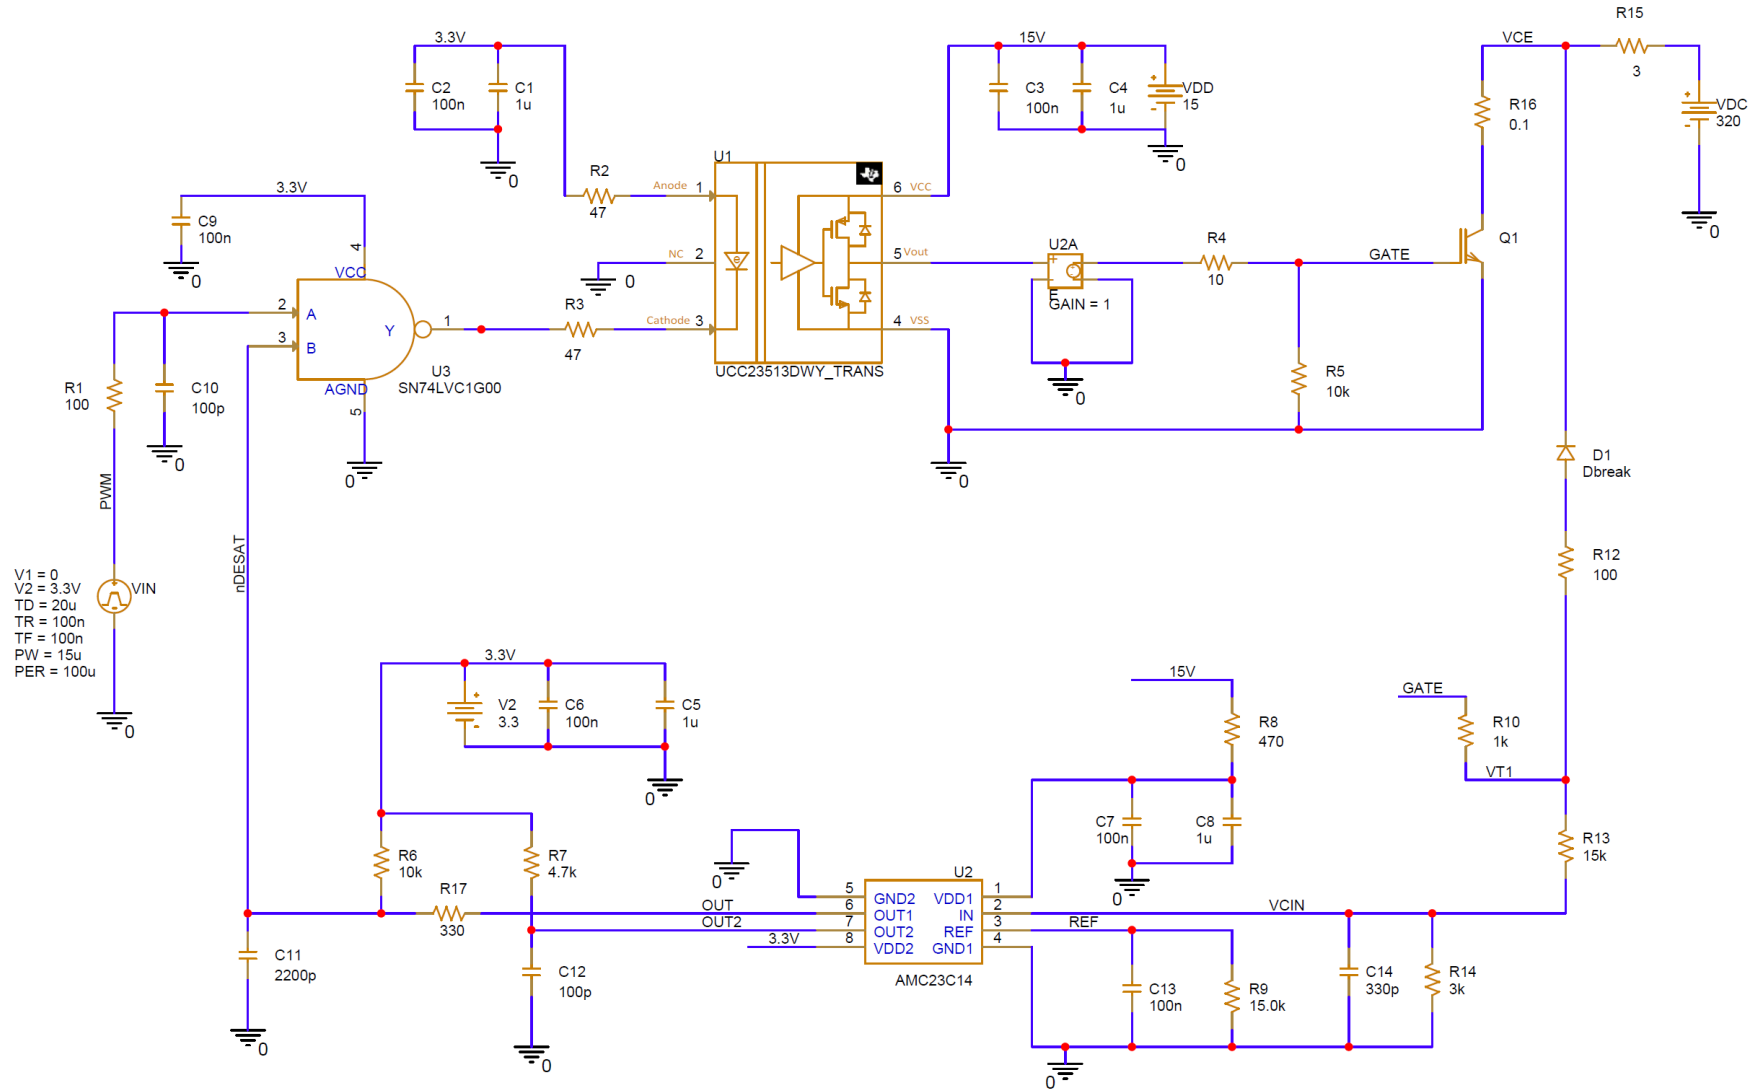 3.3V
C2
100n
C1
1u
0
R2
47
Anode
1
NC
2
0
Cathode
3
R3
47
U1
6
VCC
5
Vout
4
VSS
UCC23513DWY_TRANS
e
15V
C3
100n
C4
1u
VDD
15
0
VCE
R15
3
R16
0.1
VDC
320
0
Q1
U2A
E
GAIN = 1
0
R4
10
GATE
R5
10k
0
3.3V
C9
100n
0
4
VCC
2
A
3
B
Y
1
AGND
5
U3
SN74LVC1G00
0
R1
100
C10
100p
0
PWM
nDESAT
V1 = 0
V2 = 3.3V
TD = 20u
TR = 100n
TF = 100n
PW = 15u
PER = 100u
VIN
0
D1
Dbreak
R12
100
3.3V
V2
3.3
C6
100n
C5
1u
0
15V
R8
470
GATE
R10
1k
VT1
C7
100n
C8
1u
0
R13
15k
R6
10k
R7
4.7k
R17
330
0
OUT
OUT2
3.3V
5
6
7
8
U2
GND2
OUT1
OUT2
VDD2
VDD1
IN
REF
GND1
1
2
3
4
AMC23C14
VCIN
REF
C11
2200p
0
C12
100p
0
C13
100n
R9
15.0k
C14
330p
R14
3k
0